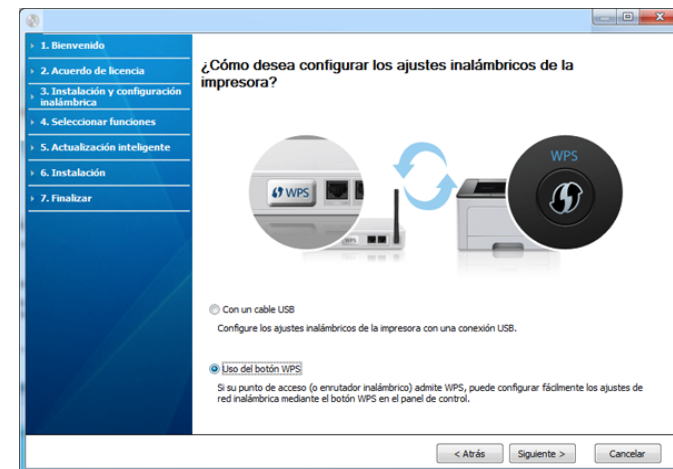 1. Bienvenido
2. Acuerdo de licencia
3. Instalación y configuración
inalámbrica
4. Seleccionar funciones
5. Actualización inteligente
6. Instalación
7. Finalizar
¿Cómo desea configurar los ajustes inalámbricos de la
impresora?
WPS
WPS
WPS
Con un cable USB
Configure los ajustes inalámbricos de la impresora con una conexión USB.
Uso del botón WPS
Si su punto de acceso (o enrutador inalámbrico) admite WPS, puede configurar fácilmente los ajustes de
red inalámbrica mediante el botón WPS en el panel de control.
< Atrás
Siguiente >
Cancelar